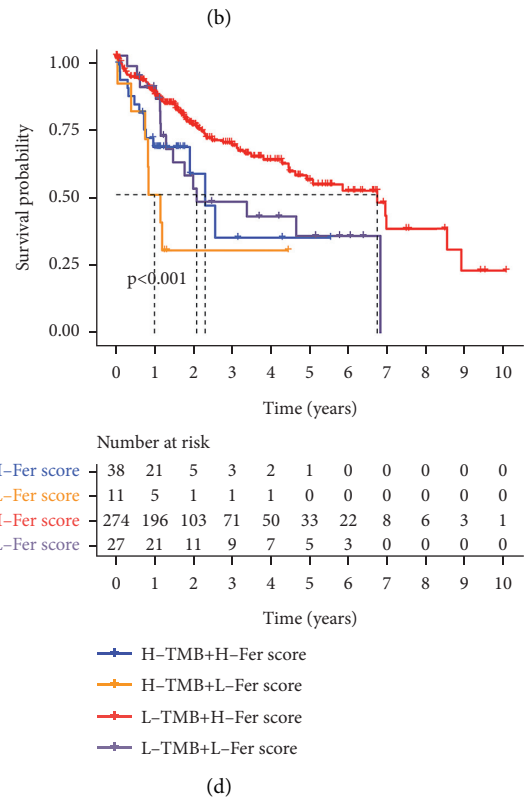 (b)
1.00
0.75
0.50
0.25
0.00
Survival probability
p<0.001
0 1 2 3 4 5 6 7 8 9 10
Time (years)
Number at risk
H–Fer score 38 21 5 3 2 1 0 0 0 0 0
L–Fer score 11 5 1 1 1 0 0 0 0 0 0
H–Fer score 274 196 103 71 50 33 22 8 6 3 1
L–Fer score 27 21 11 9 7 5 3 0 0 0 0
0 1 2 3 4 5 6 7 8 9 10
Time (years)
H–TMB+H–Fer score
H–TMB+L–Fer score
L–TMB+H–Fer score
L–TMB+L–Fer score
(d)